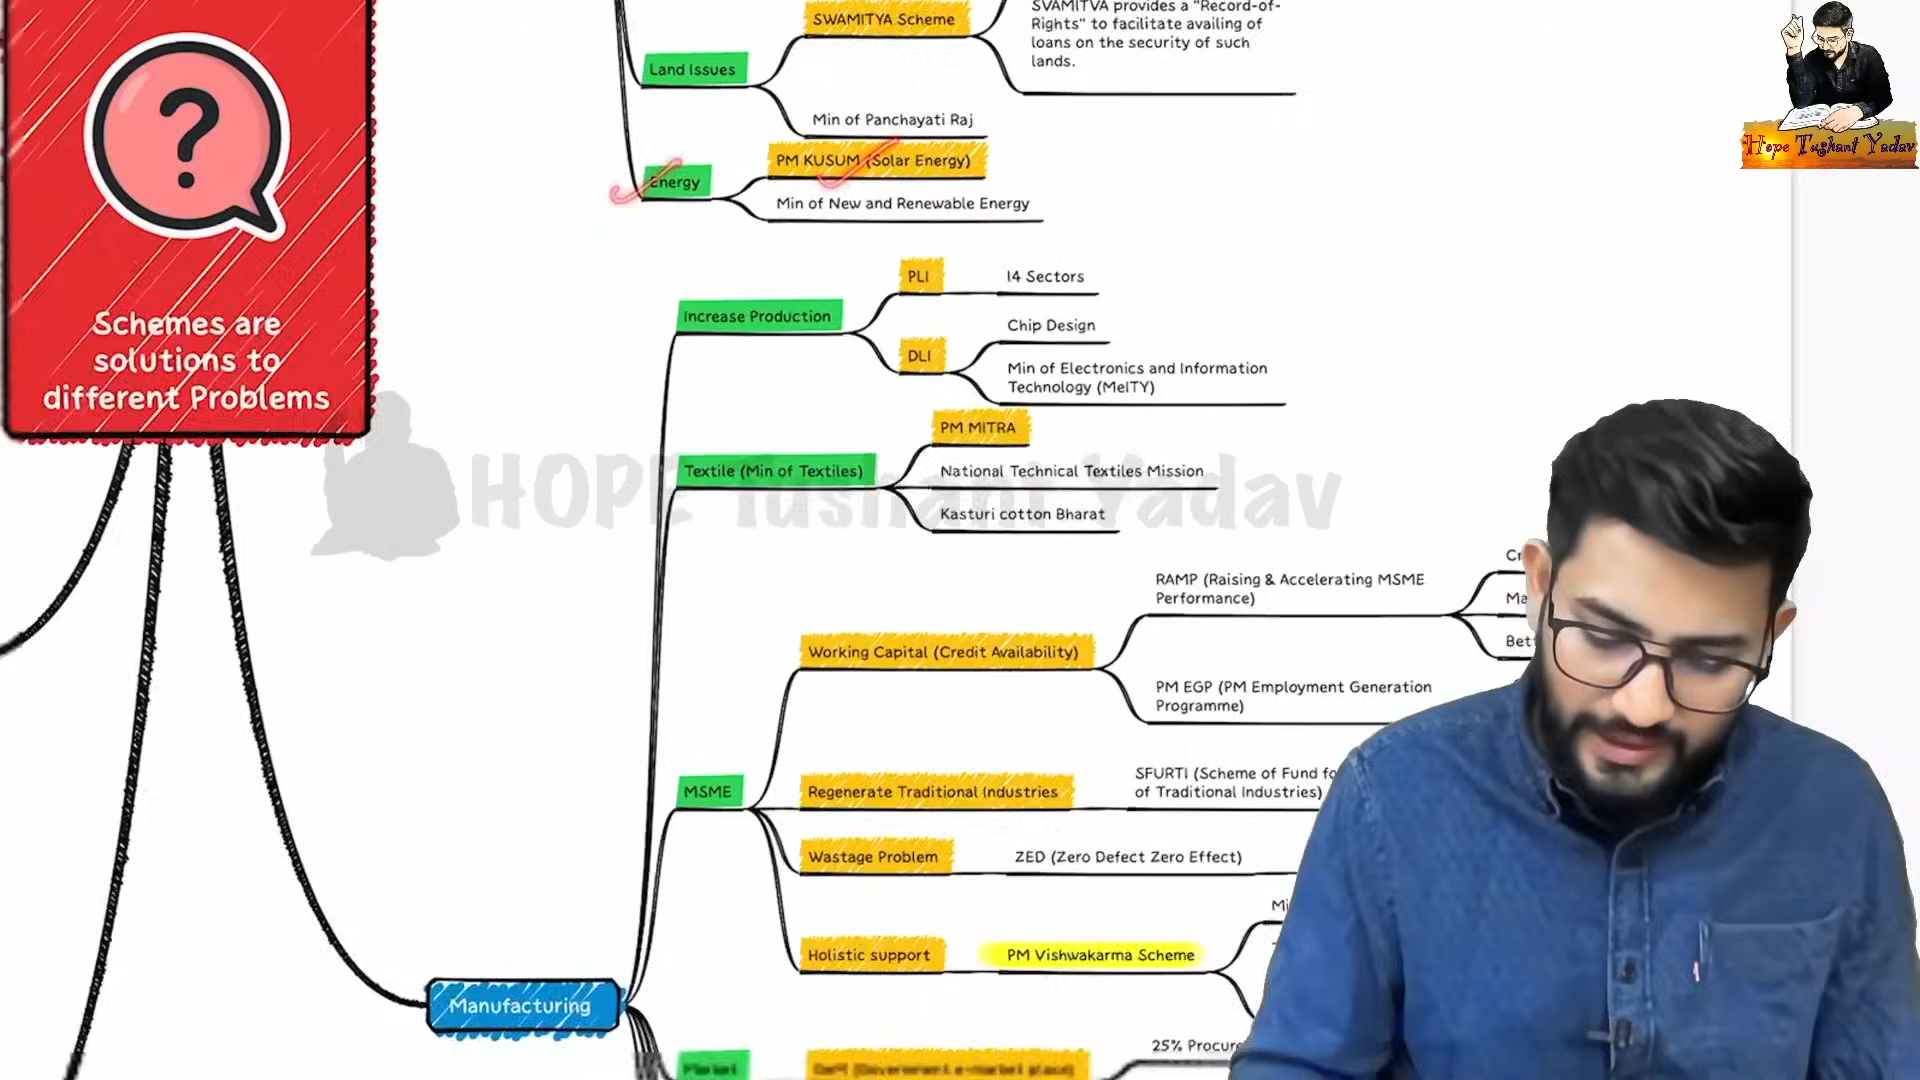 SVAMITVA provides a "Record-of-
Rights" to facilitate availing of
loans on the security of such
lands.
SWAMITYA Scheme
Land Issues
Min of Panchayati Raj
PM KUSUM (Solar Energy)
Energy
Min of New and Renewable Energy
Hope Tushant Yadav
Schemes are
solutions to
different Problems
PLI
14 Sectors
Increase Production
Chip Design
DLI
Min of Electronics and Information
Technology (MeITY)
PM MITRA
Textile (Min of Textiles)
National Technical Textiles Mission
Kasturi cotton Bharat
HOPE Tushant Yadav
RAMP (Raising & Accelerating MSME
Performance)
Working Capital (Credit Availability)
PM EGP (PM Employment Generation
Programme)
MSME
Regenerate Traditional Industries
SFURTI (Scheme of Fund
of Traditional Industries)
Wastage Problem
ZED (Zero Defect Zero Effect)
Holistic support
PM Vishwakarma Scheme
Manufacturing
25%
Market
GeM (Government e-market place)